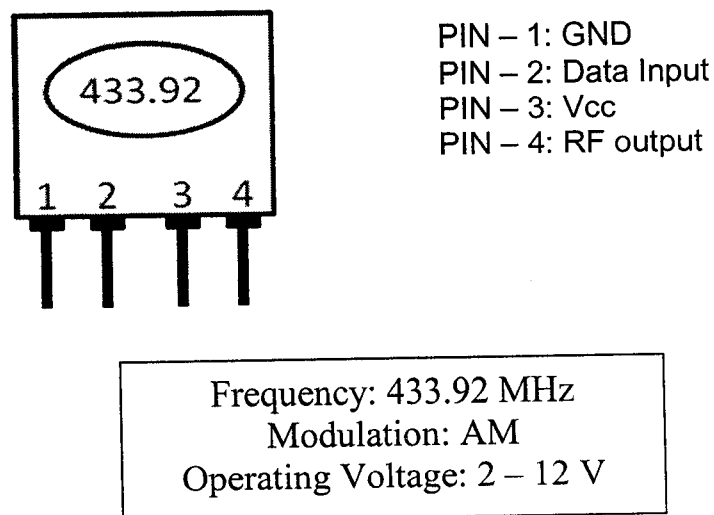 433.92
1 2 3 4
PIN – 1: GND
PIN – 2: Data Input
PIN – 3: Vcc
PIN – 4: RF output
Frequency: 433.92 MHz
Modulation: AM
Operating Voltage: 2 – 12 V